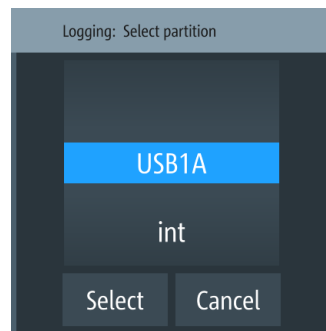 Logging: Select partition
USB1A
int
Select Cancel